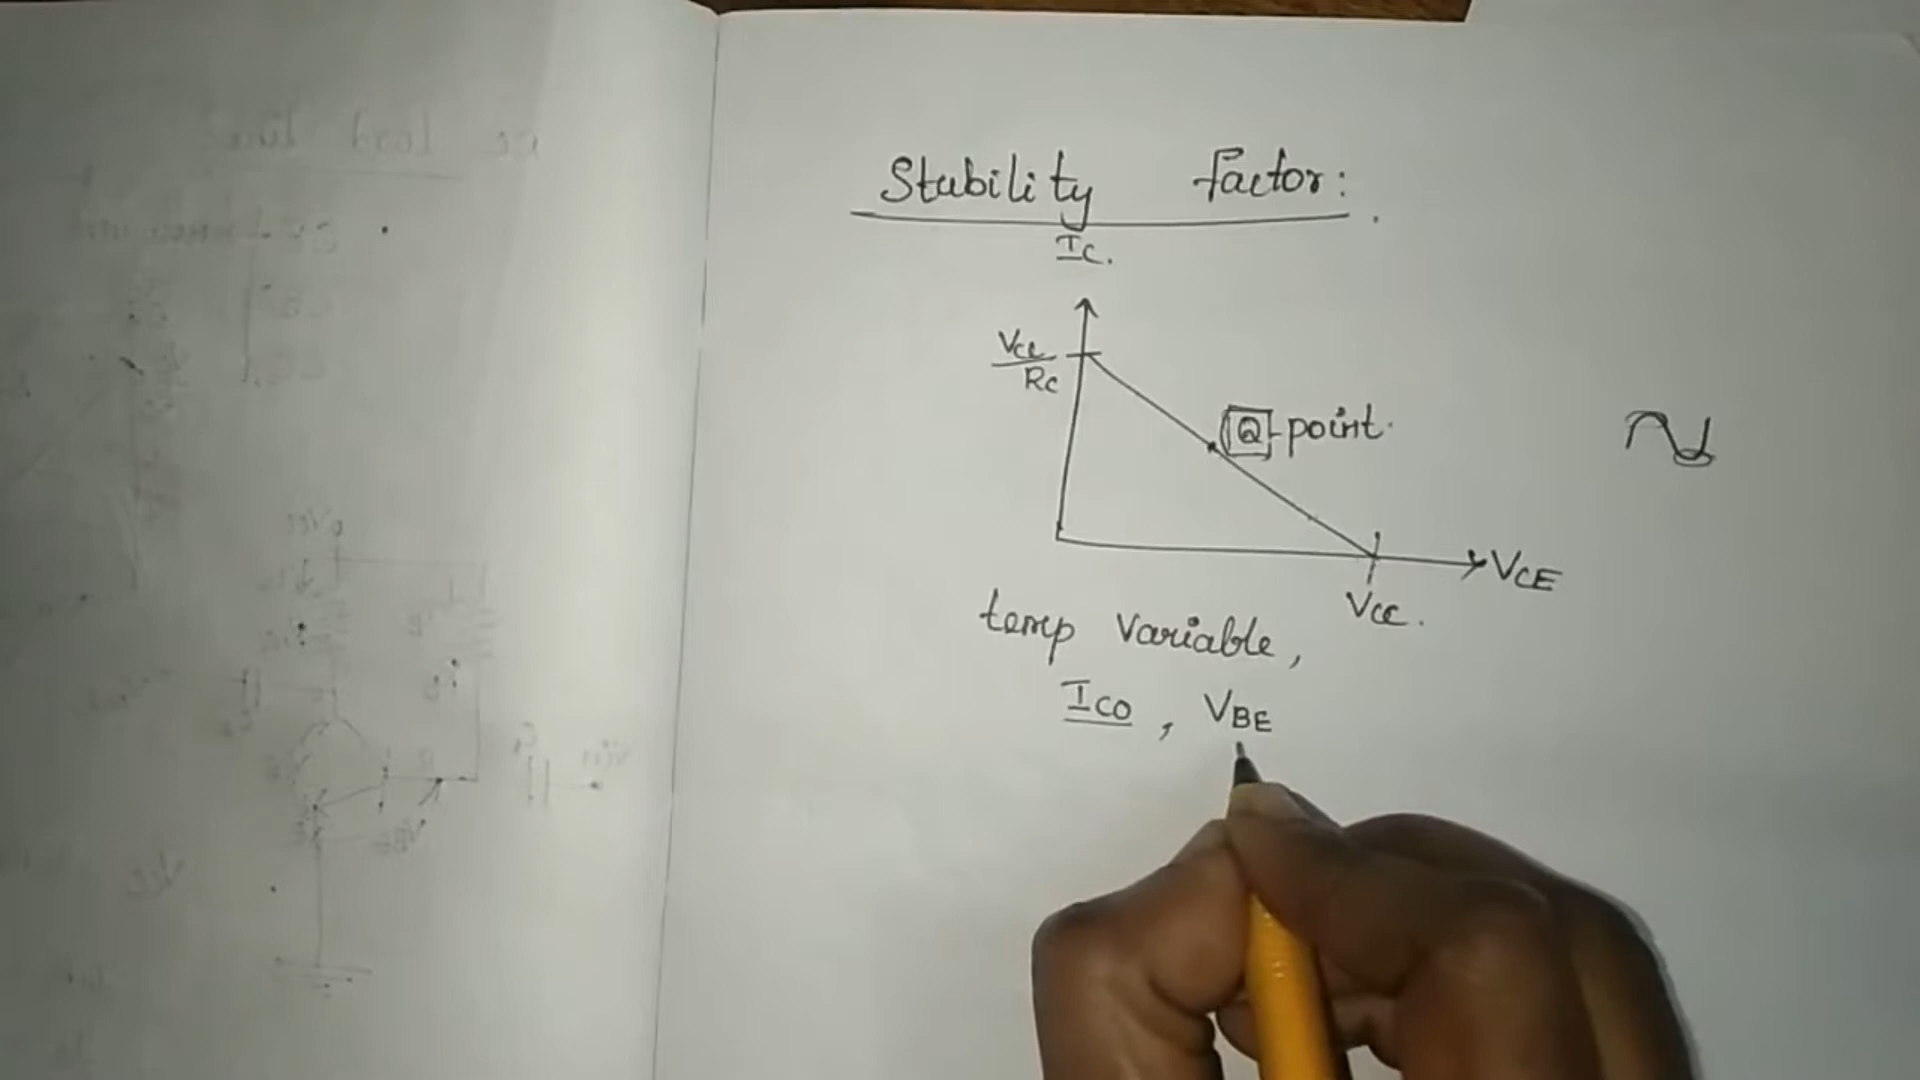 Stability factor:
Ic.
Vcc
Rc
Q-point.
VCE
Vcc.
temp variable,
ICO, VBE